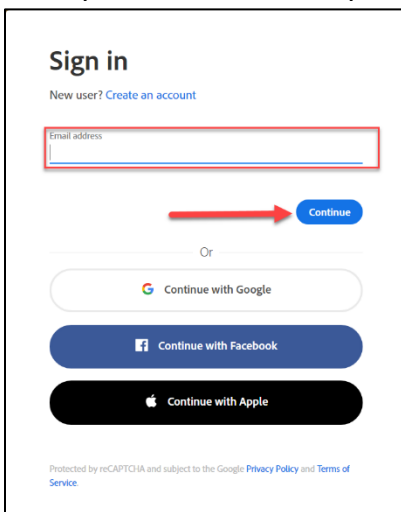 Sign in
New user? Create an account
Email address
Continue
Or
Continue with Google
Continue with Facebook
Continue with Apple
Protected by reCAPTCHA and subject to the Google Privacy Policy and Terms of
Service.